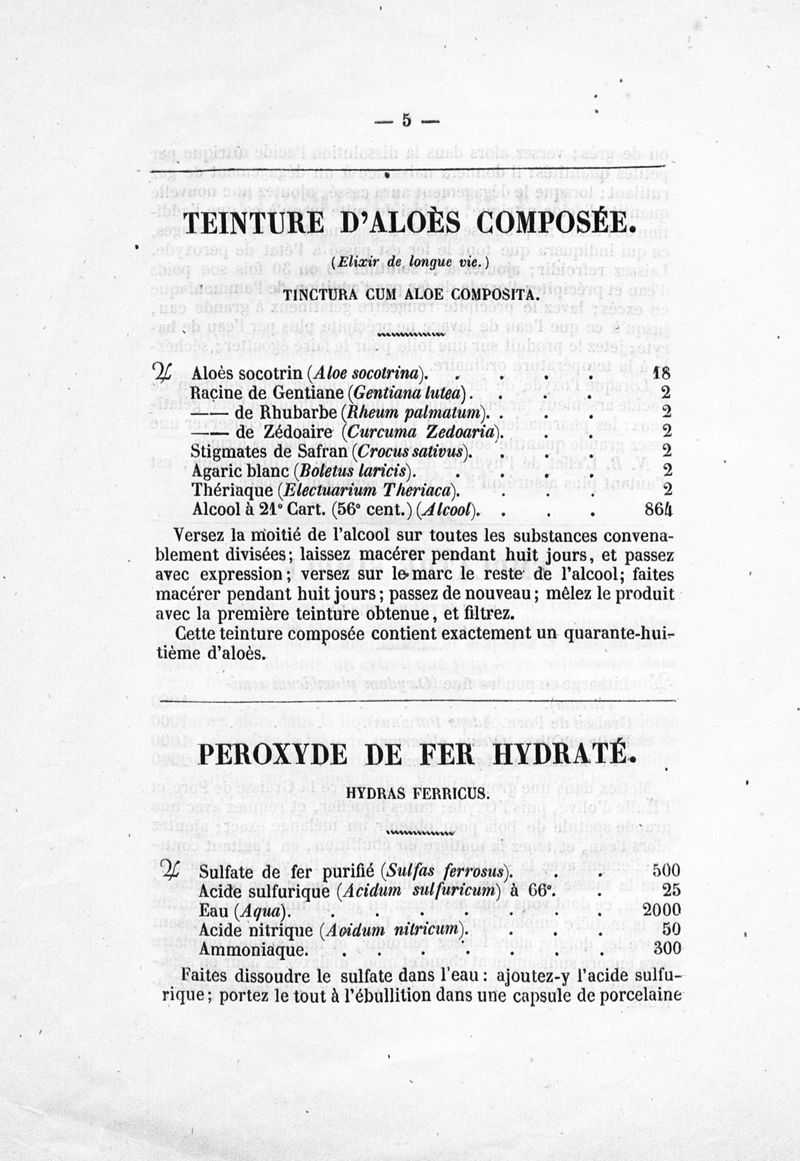 — 5 —
TEINTURE D'ALOÈS COMPOSÉE.
(Elixir de longue vie.)
TINCTURA CUM ALOE COMPOSITA.
♃ Aloès socotrin (Aloe socotrina). . . . . 18
Racine de Gentiane (Gentiana lutea). . . . 2
—— de Rhubarbe (Rheum palmatum). . . . 2
—— de Zédoaire (Curcuma Zedoaria). . . 2
Stigmates de Safran (Crocus sativus). . . . 2
Agaric blanc (Boletus laricis). . . . . 2
Thériaque (Electuarium Theriaca). . . . 2
Alcool à 21° Cart. (56° cent.) (Alcool). . . . 864
Versez la moitié de l'alcool sur toutes les substances convena-
blement divisées; laissez macérer pendant huit jours, et passez
avec expression; versez sur le marc le reste de l'alcool; faites
macérer pendant huit jours; passez de nouveau; mêlez le produit
avec la première teinture obtenue, et filtrez.
Cette teinture composée contient exactement un quarante-hui-
tième d'aloès.
PEROXYDE DE FER HYDRATÉ.
HYDRAS FERRICUS.
♃ Sulfate de fer purifié (Sulfas ferrosus). . . 500
Acide sulfurique (Acidum sulfuricum) à 66°. . 25
Eau (Aqua). . . . . . . . 2000
Acide nitrique (Acidum nitricum). . . . 50
Ammoniaque. . . . . . . . 300
Faites dissoudre le sulfate dans l'eau: ajoutez-y l'acide sulfu-
rique; portez le tout à l'ébullition dans une capsule de porcelaine